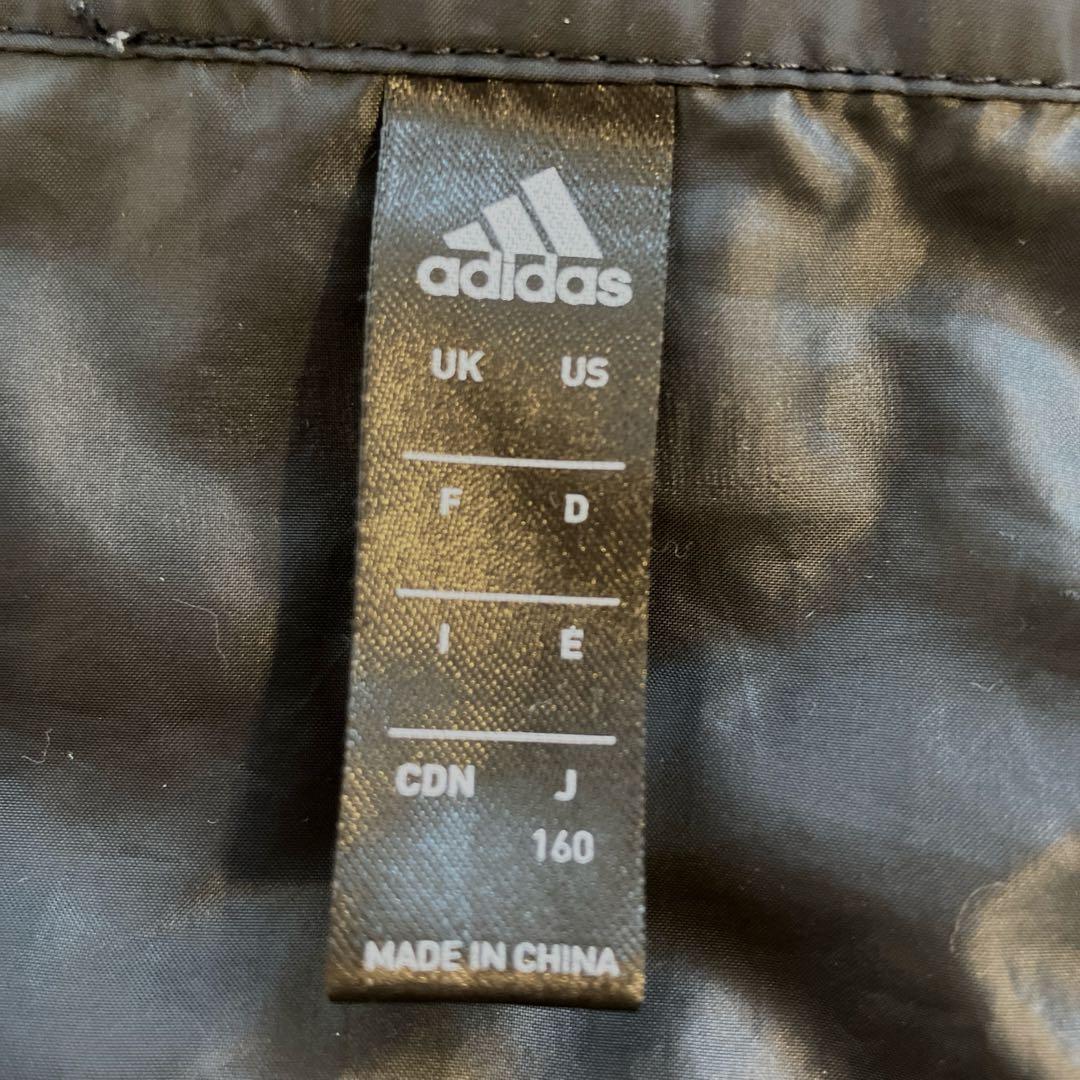 adidas
UK US
F D
I E
CDN J
160
MADE IN CHINA